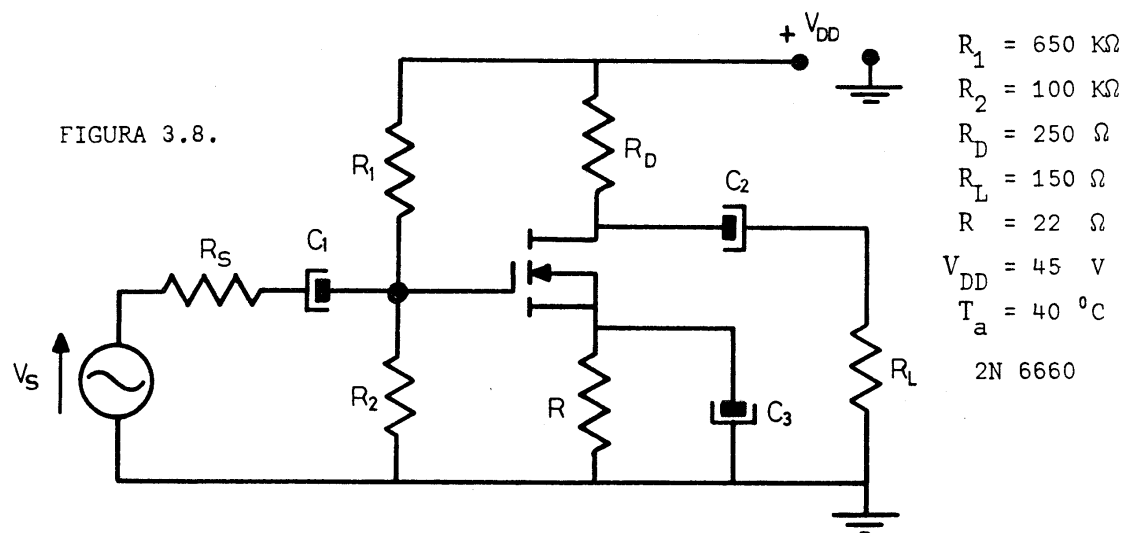 + V_DD
FIGURA 3.8.
R_1
R_D
C_2
R_S
C_1
V_S
R_2
R
C_3
R_L
R_1 = 650 KΩ
R_2 = 100 KΩ
R_D = 250 Ω
R_L = 150 Ω
R = 22 Ω
V_DD = 45 V
T_a = 40 ºC
2N 6660